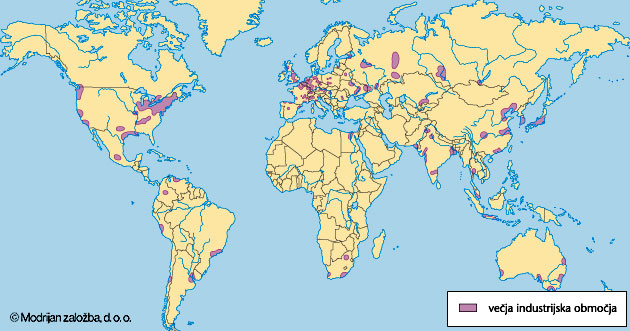 večja industrijska območja
© Modrijan založba, d. o. o.